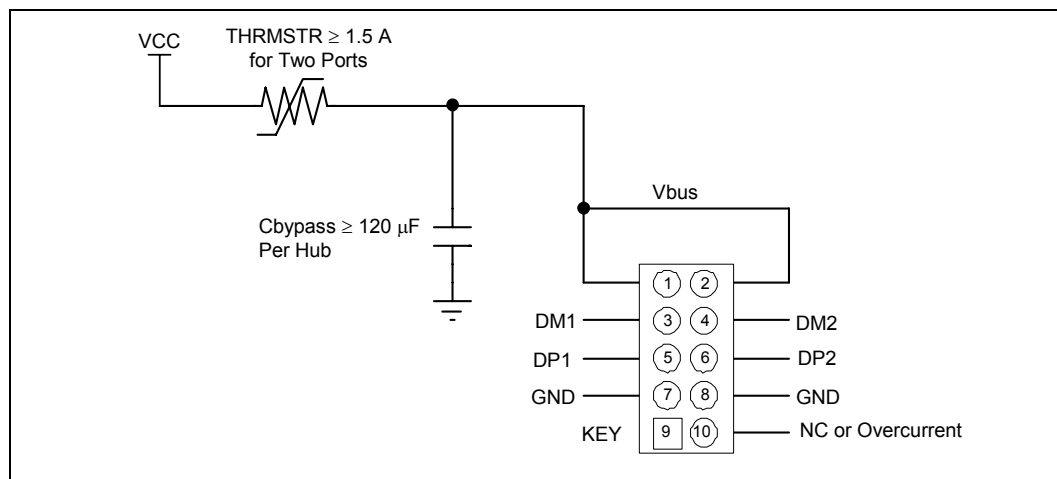 VCC
THRMSTR ≥ 1.5 A
for Two Ports
Vbus
Cbypass ≥ 120 μF
Per Hub
1 2
DM1 3 4 DM2
DP1 5 6 DP2
GND 7 8 GND
KEY 9 10 NC or Overcurrent